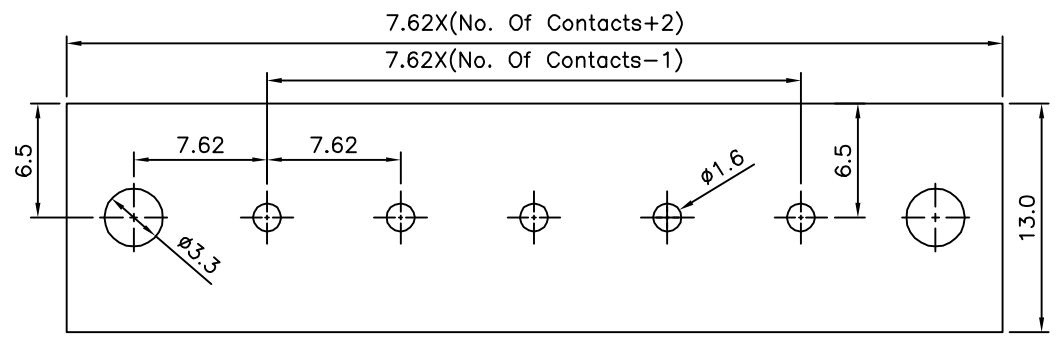 7.62X(No. Of Contacts+2)
7.62X(No. Of Contacts−1)
6.5
7.62
7.62
ø1.6
6.5
13.0
ø3.3